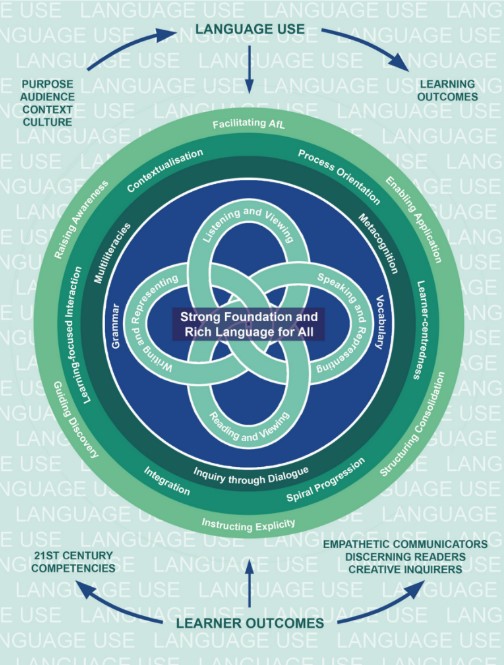 LANGUAGE USE
PURPOSE
AUDIENCE
CONTEXT
CULTURE
LEARNING
OUTCOMES
Facilitating AfL
Enabling Application
Structuring Consolidation
Instructing Explicity
Guiding Discovery
Raising Awareness
Contextualisation
Process Orientation
Learner-centredness
Spiral Progression
Integration
Learning-focused Interaction
Multiliteracies
Metacognition
Vocabulary
Inquiry through Dialogue
Grammar
Listening and Viewing
Speaking and Representing
Reading and Viewing
Writing and Representing
Strong Foundation and
Rich Language for All
21ST CENTURY
COMPETENCIES
EMPATHETIC COMMUNICATORS
DISCERNING READERS
CREATIVE INQUIRERS
LEARNER OUTCOMES